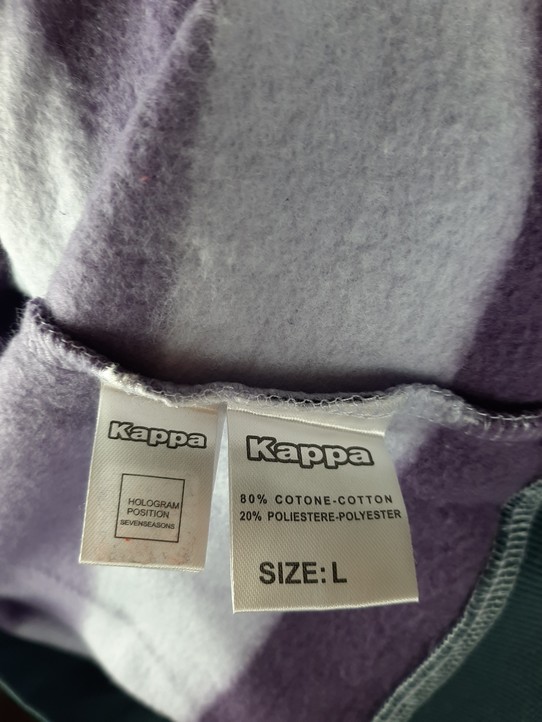 Kappa
HOLOGRAM
POSITION
SEVENSEASONS
Kappa
80% COTONE-COTTON
20% POLIESTERE-POLYESTER
SIZE: L